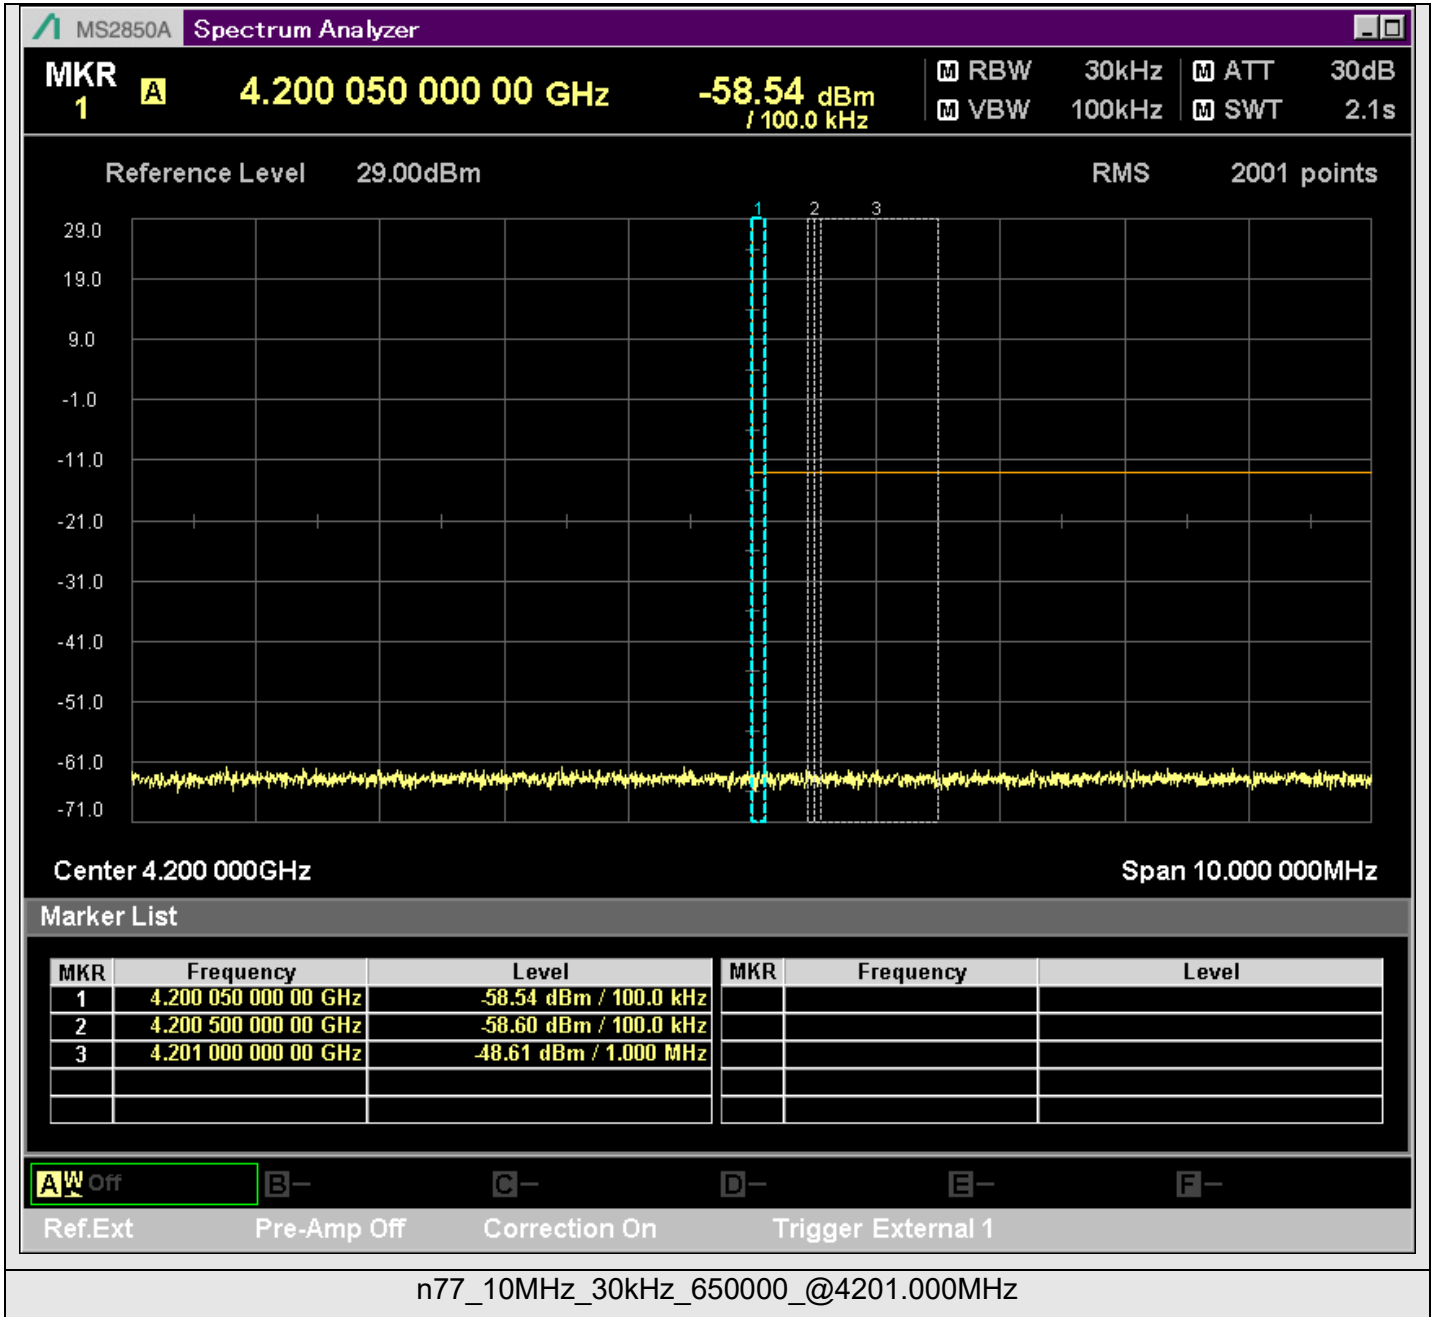 MS2850A Spectrum Analyzer
MKR 1 A 4.200 050 000 00 GHz -58.54 dBm / 100.0 kHz
M RBW 30kHz M ATT 30dB
M VBW 100kHz M SWT 2.1s
Reference Level 29.00dBm RMS 2001 points
1 2 3
29.0
19.0
9.0
-1.0
-11.0
-21.0
-31.0
-41.0
-51.0
-61.0
-71.0
Center 4.200 000GHz Span 10.000 000MHz
Marker List
MKR Frequency Level MKR Frequency Level
1 4.200 050 000 00 GHz -58.54 dBm / 100.0 kHz
2 4.200 500 000 00 GHz -58.60 dBm / 100.0 kHz
3 4.201 000 000 00 GHz -48.61 dBm / 1.000 MHz
A W Off B - C - D - E - F -
Ref.Ext Pre-Amp Off Correction On Trigger External 1
n77_10MHz_30kHz_650000_@4201.000MHz